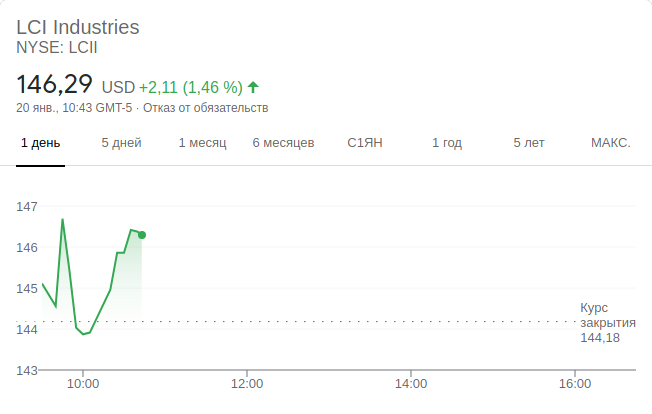 LCI Industries
NYSE: LCII
146,29 USD +2,11 (1,46 %)
20 янв., 10:43 GMT-5 · Отказ от обязательств
1 день 5 дней 1 месяц 6 месяцев С1ЯН 1 год 5 лет МАКС.
147
146
145
Курс
закрытия
144
144,18
143
10:00 12:00 14:00 16:00